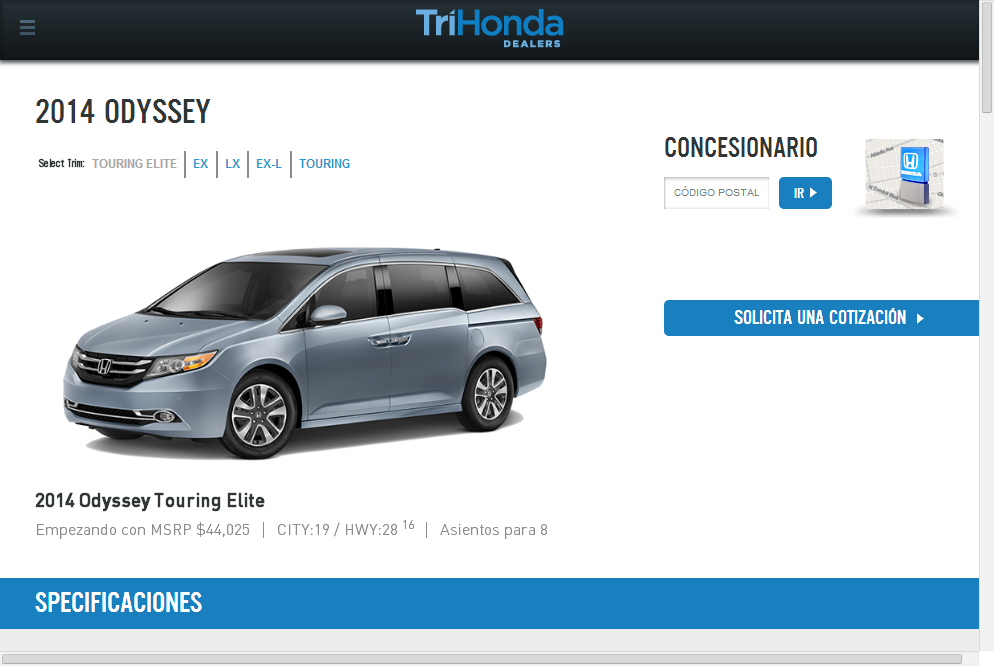 TriHonda
DEALERS
2014 ODYSSEY
Select Trim: TOURING ELITE EX LX EX-L TOURING
CONCESIONARIO
CÓDIGO POSTAL
IR
HONDA
SOLICITA UNA COTIZACIÓN
2014 Odyssey Touring Elite
Empezando con MSRP $44,025 | CITY:19 / HWY:28 16 | Asientos para 8
SPECIFICACIONES